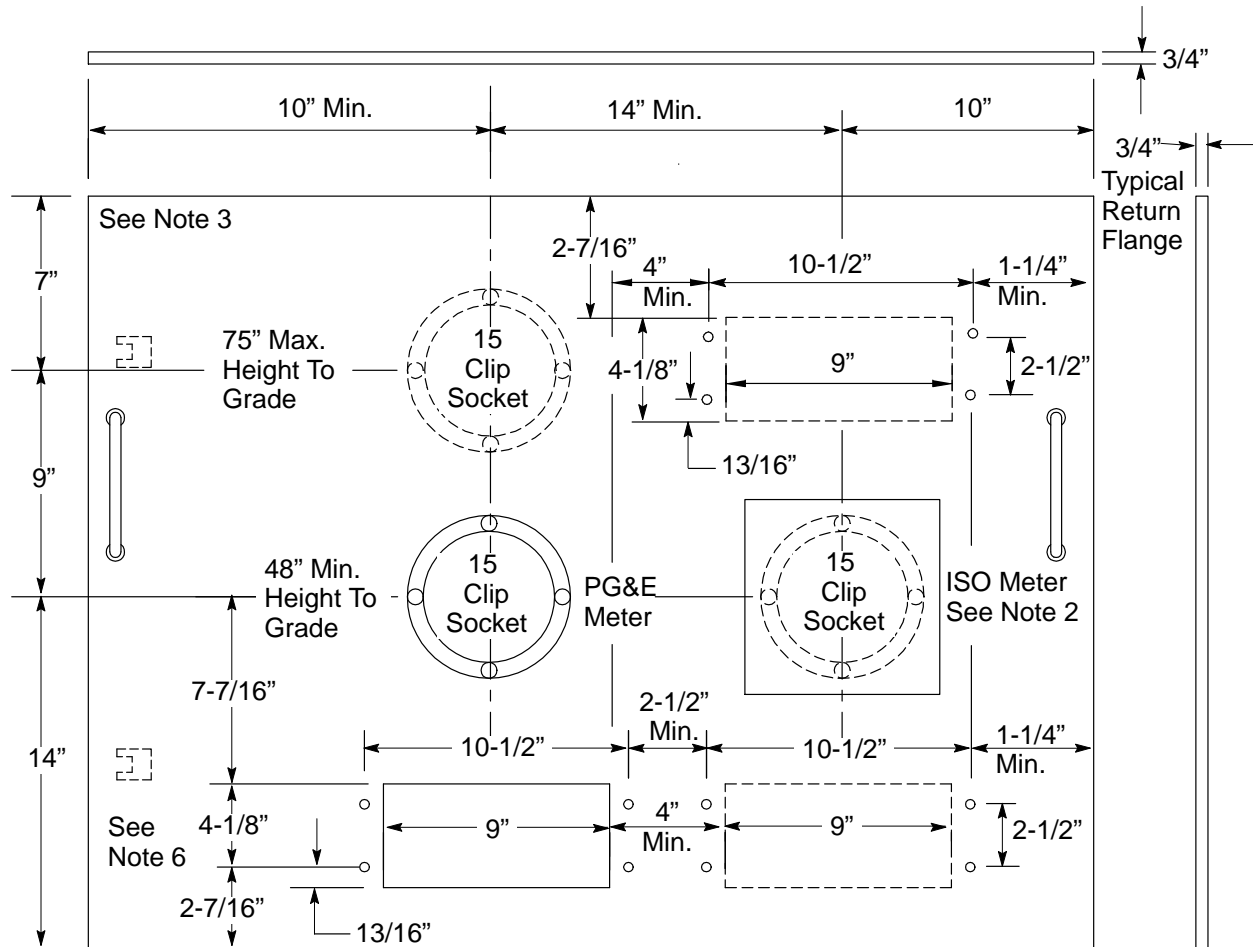 3/4”
10” Min.
14” Min.
10”
3/4”
Typical
Return
Flange
See Note 3
2-7/16”
4”
Min.
10-1/2”
1-1/4”
Min.
7”
75” Max.
Height To
Grade
15
Clip
Socket
4-1/8”
9”
2-1/2”
13/16”
9”
48” Min.
Height To
Grade
15
Clip
Socket
PG&E
Meter
15
Clip
Socket
ISO Meter
See Note 2
7-7/16”
2-1/2”
Min.
14”
10-1/2”
10-1/2”
1-1/4”
Min.
See
Note 6
4-1/8”
9”
4”
Min.
9”
2-1/2”
2-7/16”
13/16”